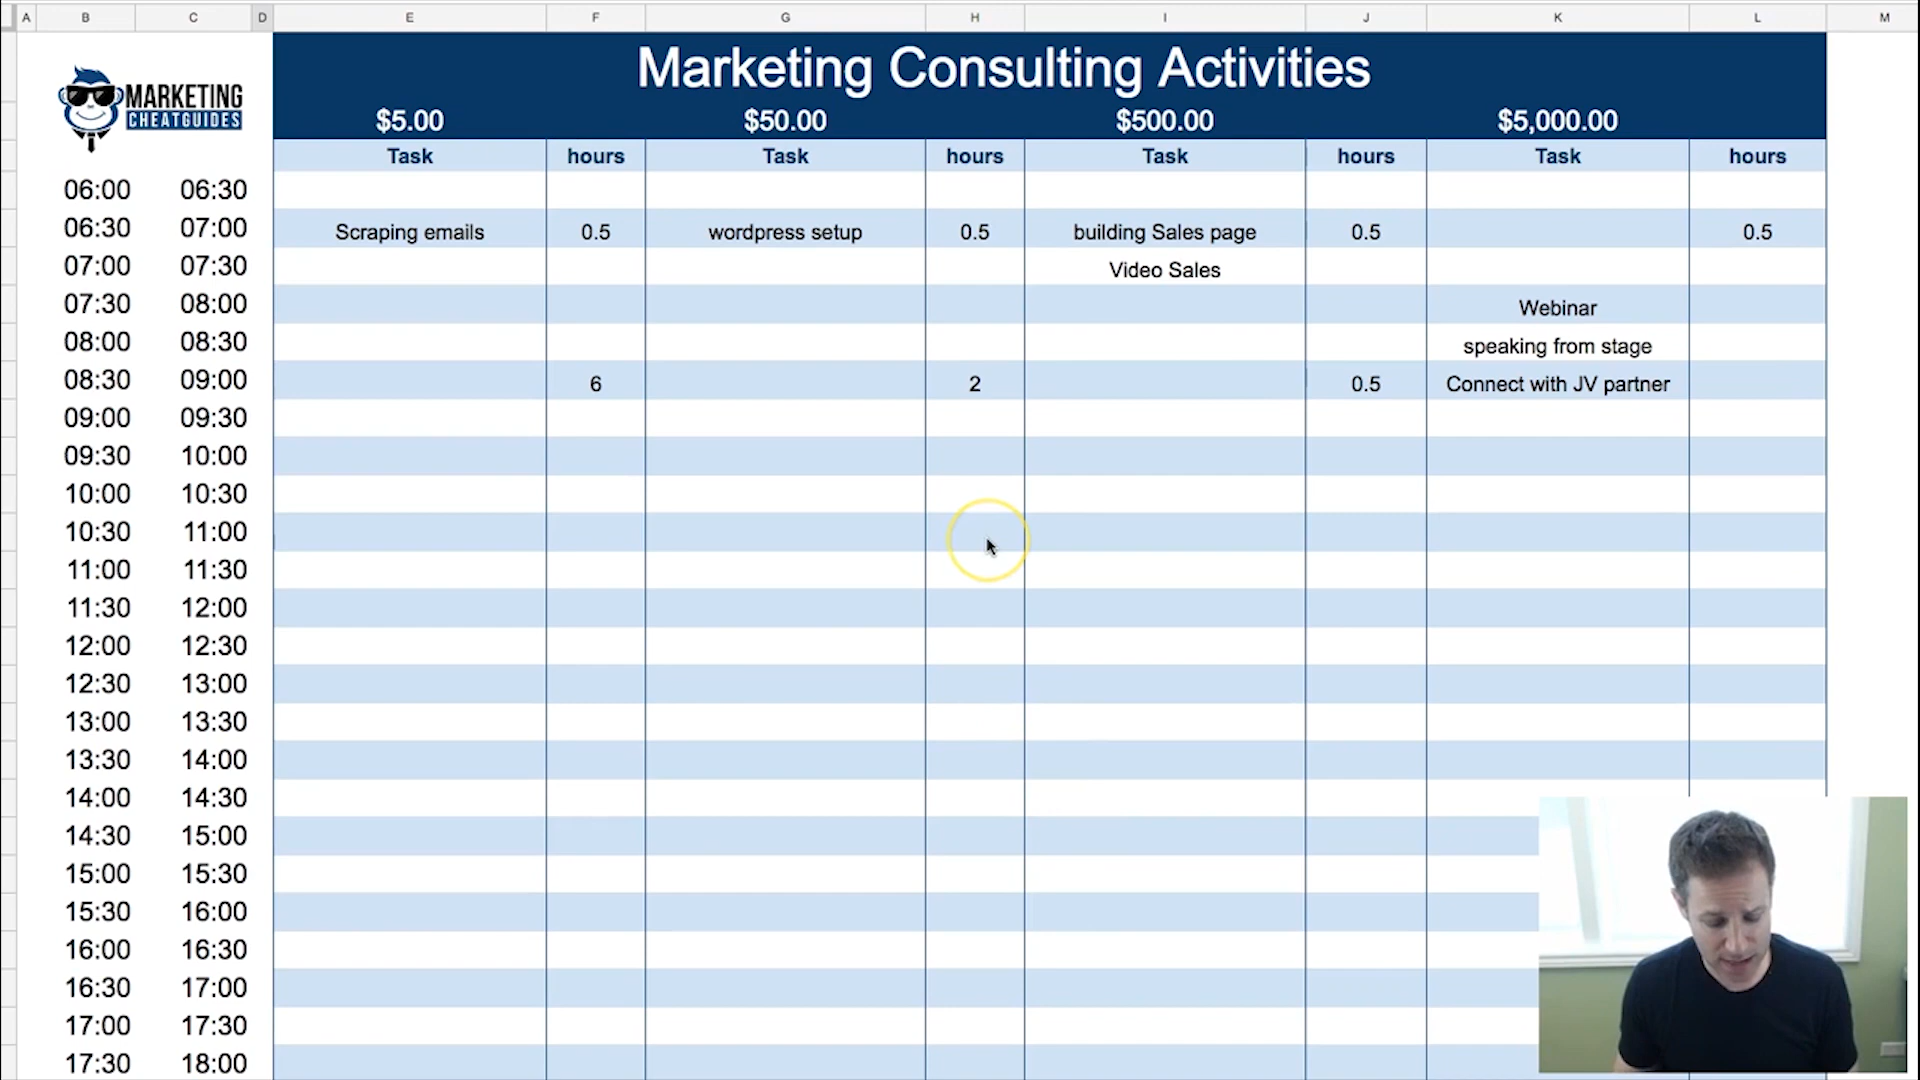 A B C D E F G H I J K L M
Marketing Consulting Activities
MARKETING
CHEATGUIDES
$5.00 $50.00 $500.00 $5,000.00
Task hours Task hours Task hours Task hours
06:00 06:30
06:30 07:00 Scraping emails 0.5 wordpress setup 0.5 building Sales page 0.5 0.5
07:00 07:30 Video Sales
07:30 08:00 Webinar
08:00 08:30 speaking from stage
08:30 09:00 6 2 0.5 Connect with JV partner
09:00 09:30
09:30 10:00
10:00 10:30
10:30 11:00
11:00 11:30
11:30 12:00
12:00 12:30
12:30 13:00
13:00 13:30
13:30 14:00
14:00 14:30
14:30 15:00
15:00 15:30
15:30 16:00
16:00 16:30
16:30 17:00
17:00 17:30
17:30 18:00